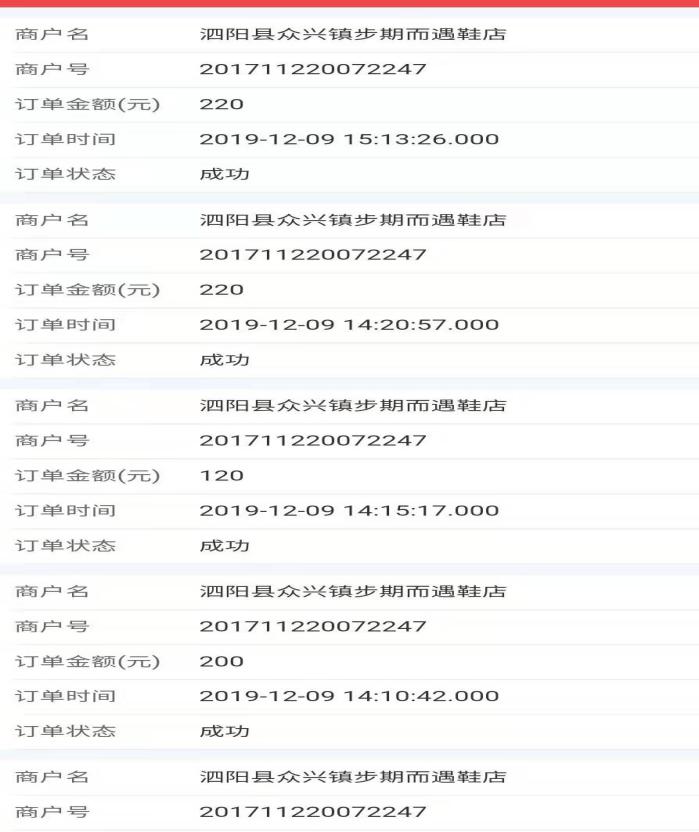 商户名 泗阳县众兴镇步期而遇鞋店
商户号 201711220072247
订单金额(元) 220
订单时间 2019-12-09 15:13:26.000
订单状态 成功
商户名 泗阳县众兴镇步期而遇鞋店
商户号 201711220072247
订单金额(元) 220
订单时间 2019-12-09 14:20:57.000
订单状态 成功
商户名 泗阳县众兴镇步期而遇鞋店
商户号 201711220072247
订单金额(元) 120
订单时间 2019-12-09 14:15:17.000
订单状态 成功
商户名 泗阳县众兴镇步期而遇鞋店
商户号 201711220072247
订单金额(元) 200
订单时间 2019-12-09 14:10:42.000
订单状态 成功
商户名 泗阳县众兴镇步期而遇鞋店
商户号 201711220072247